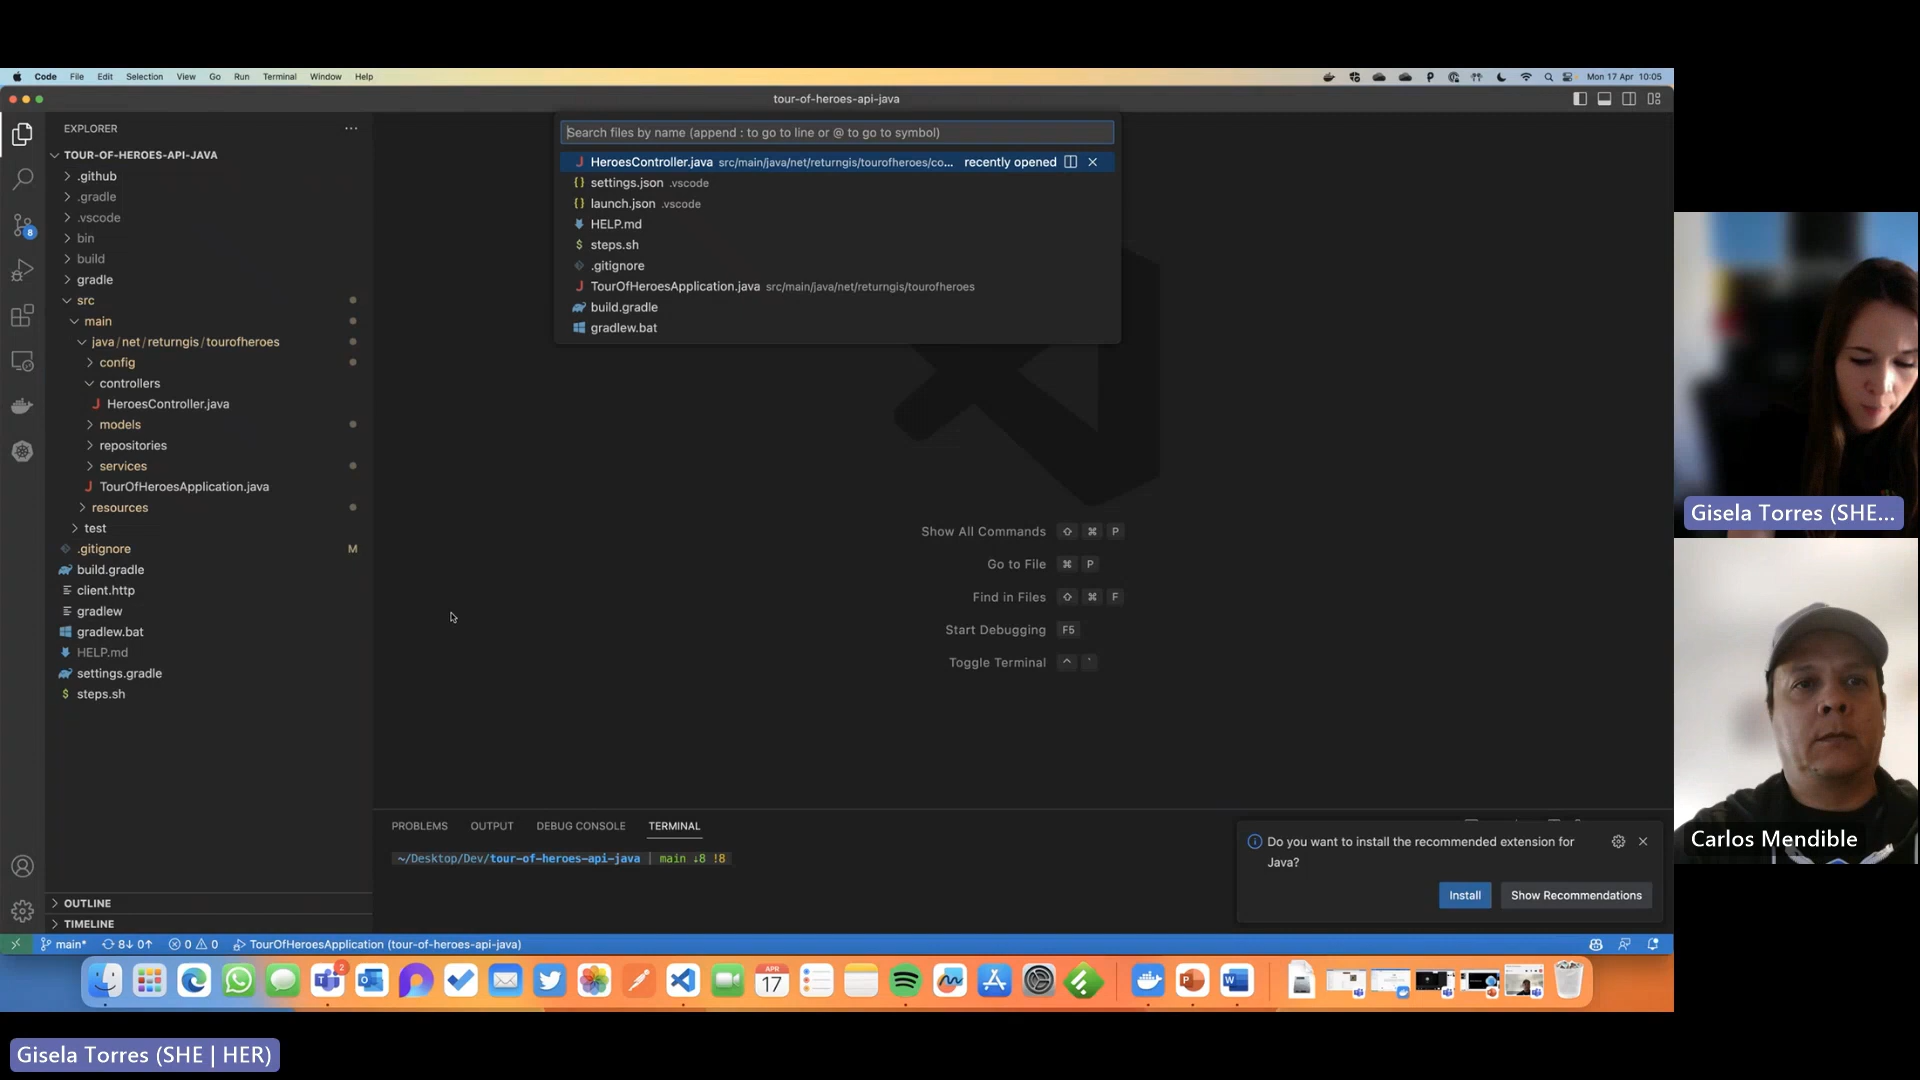 Code File Edit Selection View Go Run Terminal Window Help
Mon 17 Apr 10:05
tour-of-heroes-api-java
EXPLORER
TOUR-OF-HEROES-API-JAVA
.github
.gradle
.vscode
bin
build
gradle
src
main
java / net / returngis / tourofheroes
config
controllers
HeroesController.java
models
repositories
services
TourOfHeroesApplication.java
resources
test
.gitignore M
build.gradle
client.http
gradlew
gradlew.bat
HELP.md
settings.gradle
steps.sh
OUTLINE
TIMELINE
8
Search files by name (append : to go to line or @ to go to symbol)
HeroesController.java src/main/java/net/returngis/tourofheroes/co... recently opened
settings.json .vscode
launch.json .vscode
HELP.md
steps.sh
.gitignore
TourOfHeroesApplication.java src/main/java/net/returngis/tourofheroes
build.gradle
gradlew.bat
Show All Commands ⇧ ⌘ P
Go to File ⌘ P
Find in Files ⇧ ⌘ F
Start Debugging F5
Toggle Terminal ^ `
PROBLEMS OUTPUT DEBUG CONSOLE TERMINAL
~/Desktop/Dev/tour-of-heroes-api-java | main ↓8 !8
Do you want to install the recommended extension for
Java?
Install Show Recommendations
main* 8↓ 0↑ 0 0 TourOfHeroesApplication (tour-of-heroes-api-java)
2
APR
17
Gisela Torres (SHE...
Carlos Mendible
Gisela Torres (SHE | HER)